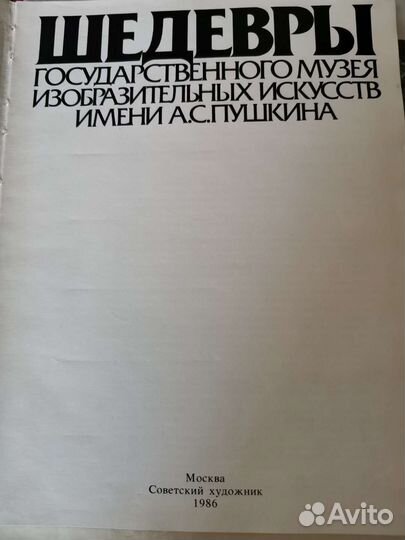 ШЕДЕВРЫ
ГОСУДАРСТВЕННОГО МУЗЕЯ
ИЗОБРАЗИТЕЛЬНЫХ ИСКУССТВ
ИМЕНИ А.С.ПУШКИНА
Москва
Советский художник
1986
Avito